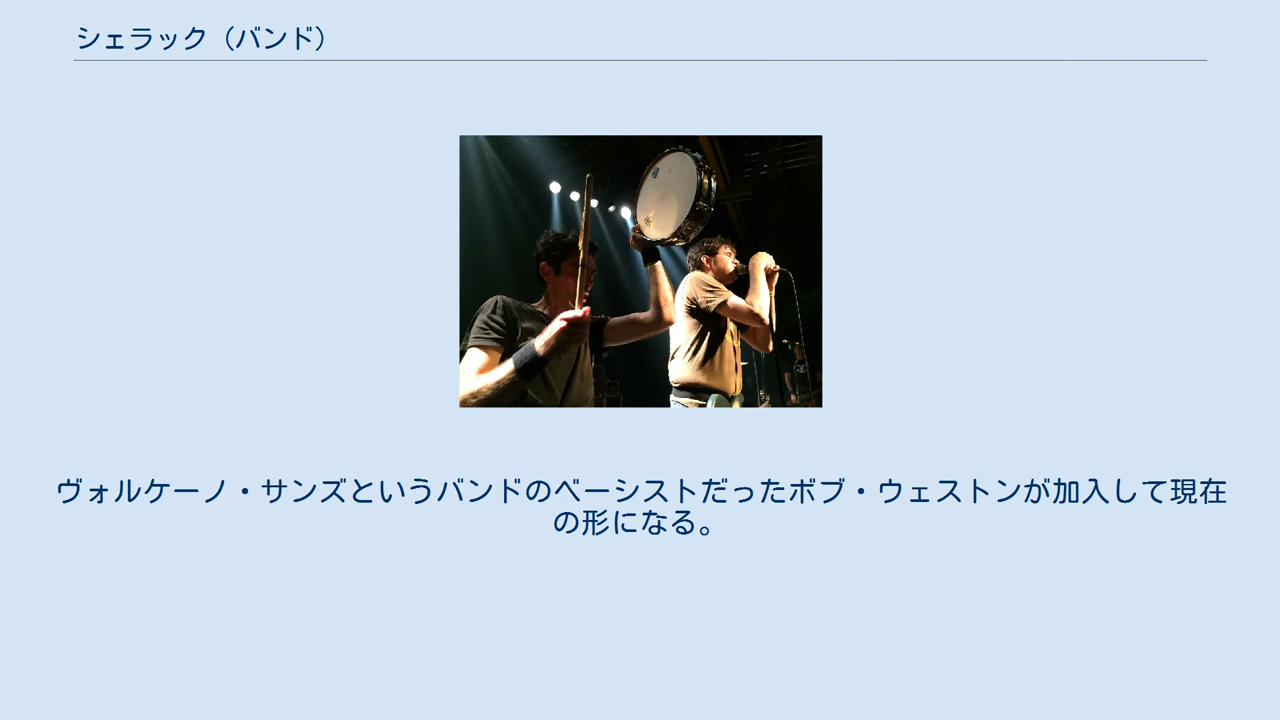 シェラック（バンド）
ヴォルケーノ・サンズというバンドのベーシストだったボブ・ウェストンが加入して現在
の形になる。